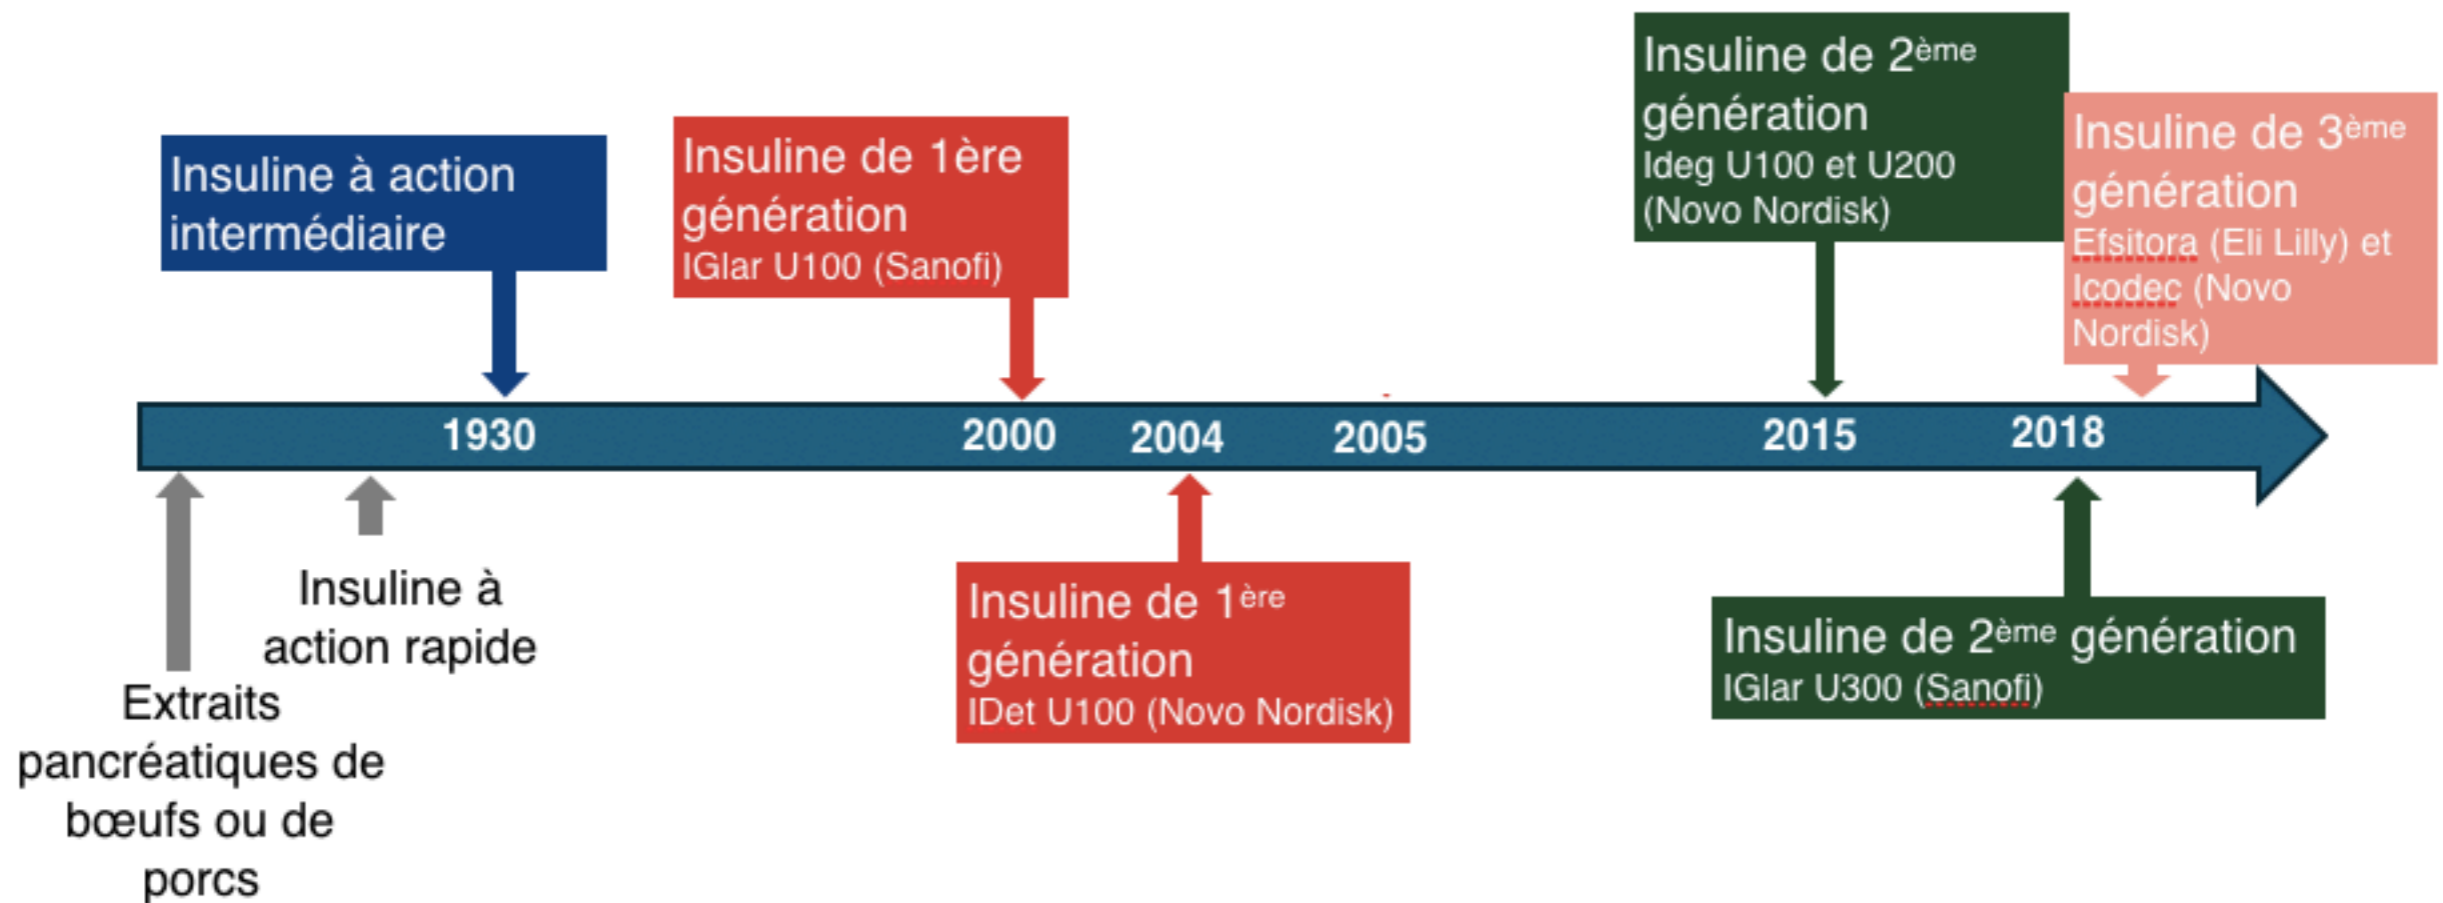 Insuline de 2ème
génération
Ideg U100 et U200
(Novo Nordisk)
Insuline de 3ème
génération
Efsitora (Eli Lilly) et
Icodec (Novo
Nordisk)
Insuline de 1ère
génération
IGlar U100 (Sanofi)
Insuline à action
intermédiaire
1930
2000
2004
2005
2015
2018
Insuline à
action rapide
Extraits
pancréatiques de
bœufs ou de
porcs
Insuline de 1ère
génération
IDet U100 (Novo Nordisk)
Insuline de 2ème génération
IGlar U300 (Sanofi)